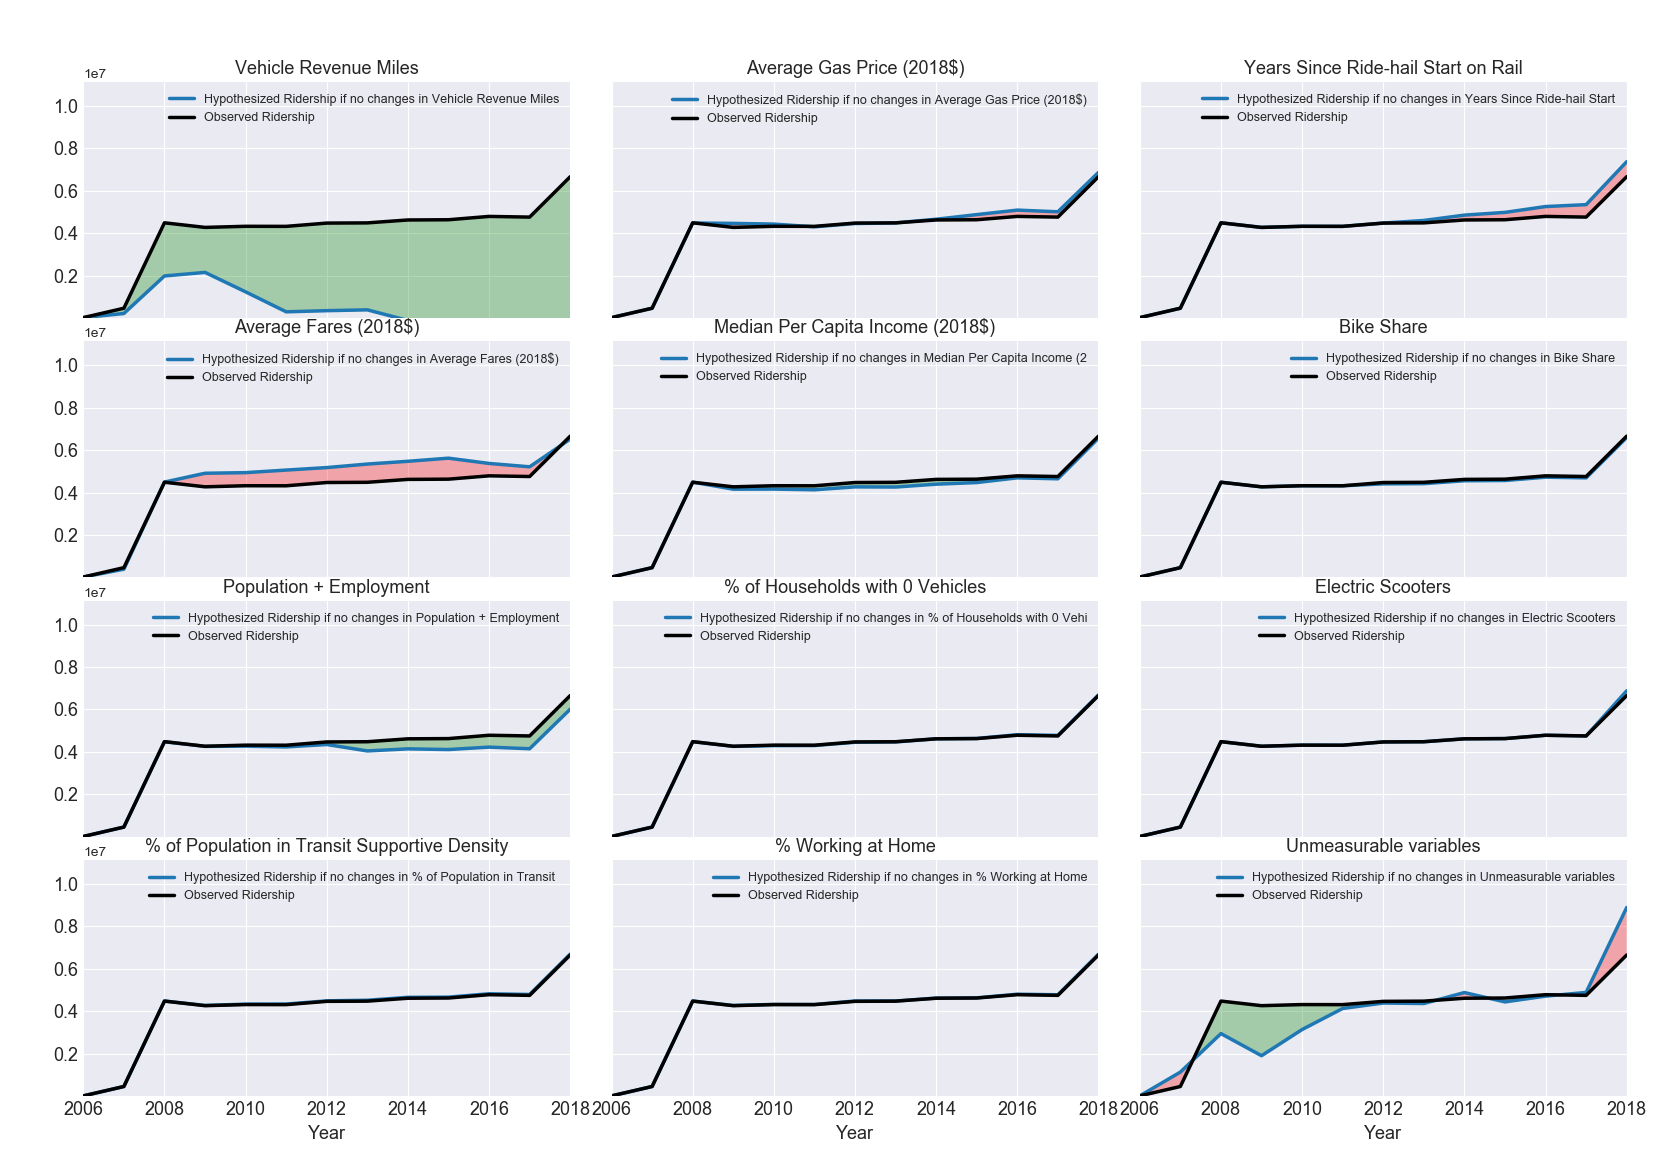 Vehicle Revenue Miles
1e7
1.0
0.8
0.6
0.4
0.2
Hypothesized Ridership if no changes in Vehicle Revenue Miles
Observed Ridership
Average Gas Price (2018$)
Hypothesized Ridership if no changes in Average Gas Price (2018$)
Observed Ridership
Years Since Ride-hail Start on Rail
Hypothesized Ridership if no changes in Years Since Ride-hail Start
Observed Ridership
Average Fares (2018$)
1e7
1.0
0.8
0.6
0.4
0.2
Hypothesized Ridership if no changes in Average Fares (2018$)
Observed Ridership
Median Per Capita Income (2018$)
Hypothesized Ridership if no changes in Median Per Capita Income (2
Observed Ridership
Bike Share
Hypothesized Ridership if no changes in Bike Share
Observed Ridership
Population + Employment
1e7
1.0
0.8
0.6
0.4
0.2
Hypothesized Ridership if no changes in Population + Employment
Observed Ridership
% of Households with 0 Vehicles
Hypothesized Ridership if no changes in % of Households with 0 Vehi
Observed Ridership
Electric Scooters
Hypothesized Ridership if no changes in Electric Scooters
Observed Ridership
% of Population in Transit Supportive Density
1e7
1.0
0.8
0.6
0.4
0.2
Hypothesized Ridership if no changes in % of Population in Transit
Observed Ridership
2006 2008 2010 2012 2014 2016 2018
Year
% Working at Home
Hypothesized Ridership if no changes in % Working at Home
Observed Ridership
2006 2008 2010 2012 2014 2016 2018
Year
Unmeasurable variables
Hypothesized Ridership if no changes in Unmeasurable variables
Observed Ridership
2006 2008 2010 2012 2014 2016 2018
Year